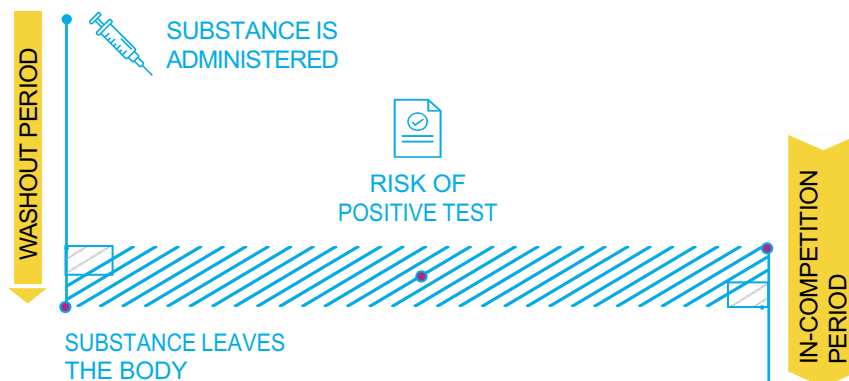 WASHOUT PERIOD
SUBSTANCE IS
ADMINISTERED
RISK OF
POSITIVE TEST
SUBSTANCE LEAVES
THE BODY
IN-COMPETITION
PERIOD